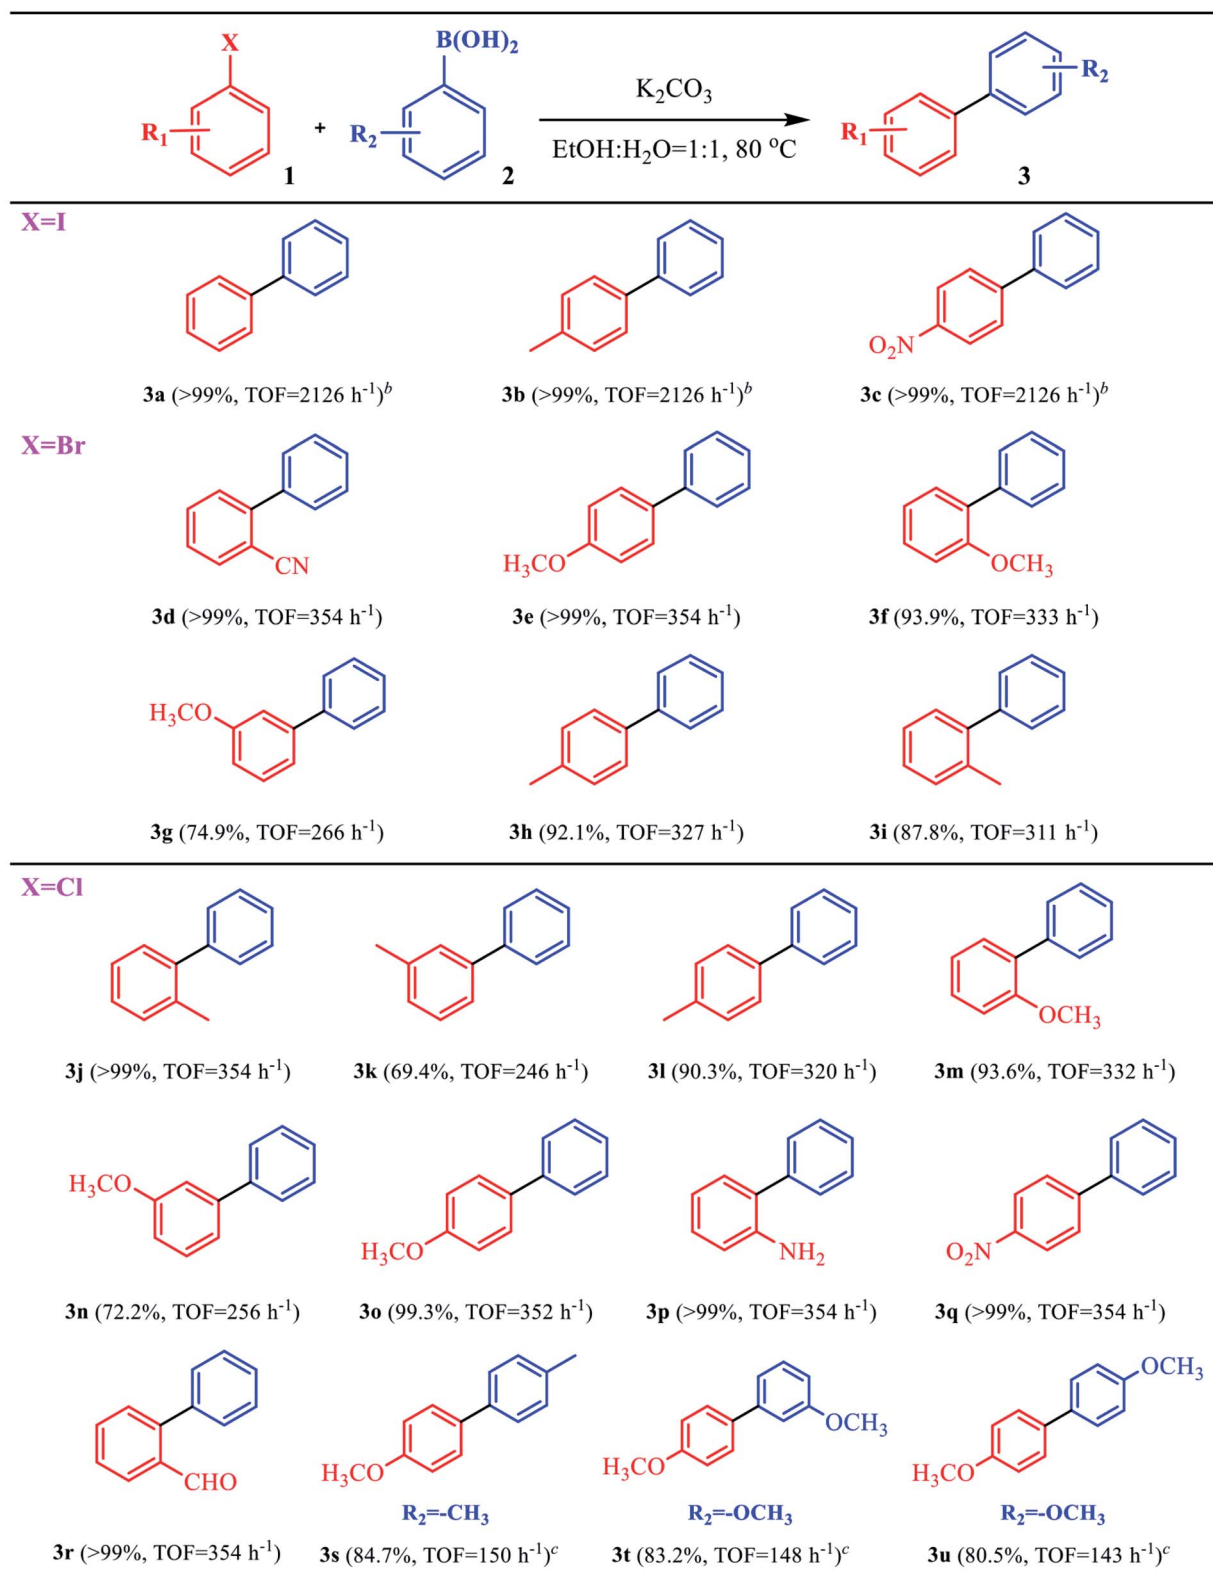 X B(OH)₂ R₂
R₁ + R₂ K₂CO₃ R₁
EtOH:H₂O=1:1, 80 °C
1 2 3
X=I
O₂N
3a (>99%, TOF=2126 h⁻¹)ᵇ 3b (>99%, TOF=2126 h⁻¹)ᵇ 3c (>99%, TOF=2126 h⁻¹)ᵇ
X=Br
CN H₃CO OCH₃
3d (>99%, TOF=354 h⁻¹) 3e (>99%, TOF=354 h⁻¹) 3f (93.9%, TOF=333 h⁻¹)
H₃CO
3g (74.9%, TOF=266 h⁻¹) 3h (92.1%, TOF=327 h⁻¹) 3i (87.8%, TOF=311 h⁻¹)
X=Cl
OCH₃
3j (>99%, TOF=354 h⁻¹) 3k (69.4%, TOF=246 h⁻¹) 3l (90.3%, TOF=320 h⁻¹) 3m (93.6%, TOF=332 h⁻¹)
H₃CO H₃CO NH₂ O₂N
3n (72.2%, TOF=256 h⁻¹) 3o (99.3%, TOF=352 h⁻¹) 3p (>99%, TOF=354 h⁻¹) 3q (>99%, TOF=354 h⁻¹)
OCH₃
OCH₃
CHO H₃CO H₃CO H₃CO
R₂=-CH₃ R₂=-OCH₃ R₂=-OCH₃
3r (>99%, TOF=354 h⁻¹) 3s (84.7%, TOF=150 h⁻¹)ᶜ 3t (83.2%, TOF=148 h⁻¹)ᶜ 3u (80.5%, TOF=143 h⁻¹)ᶜ